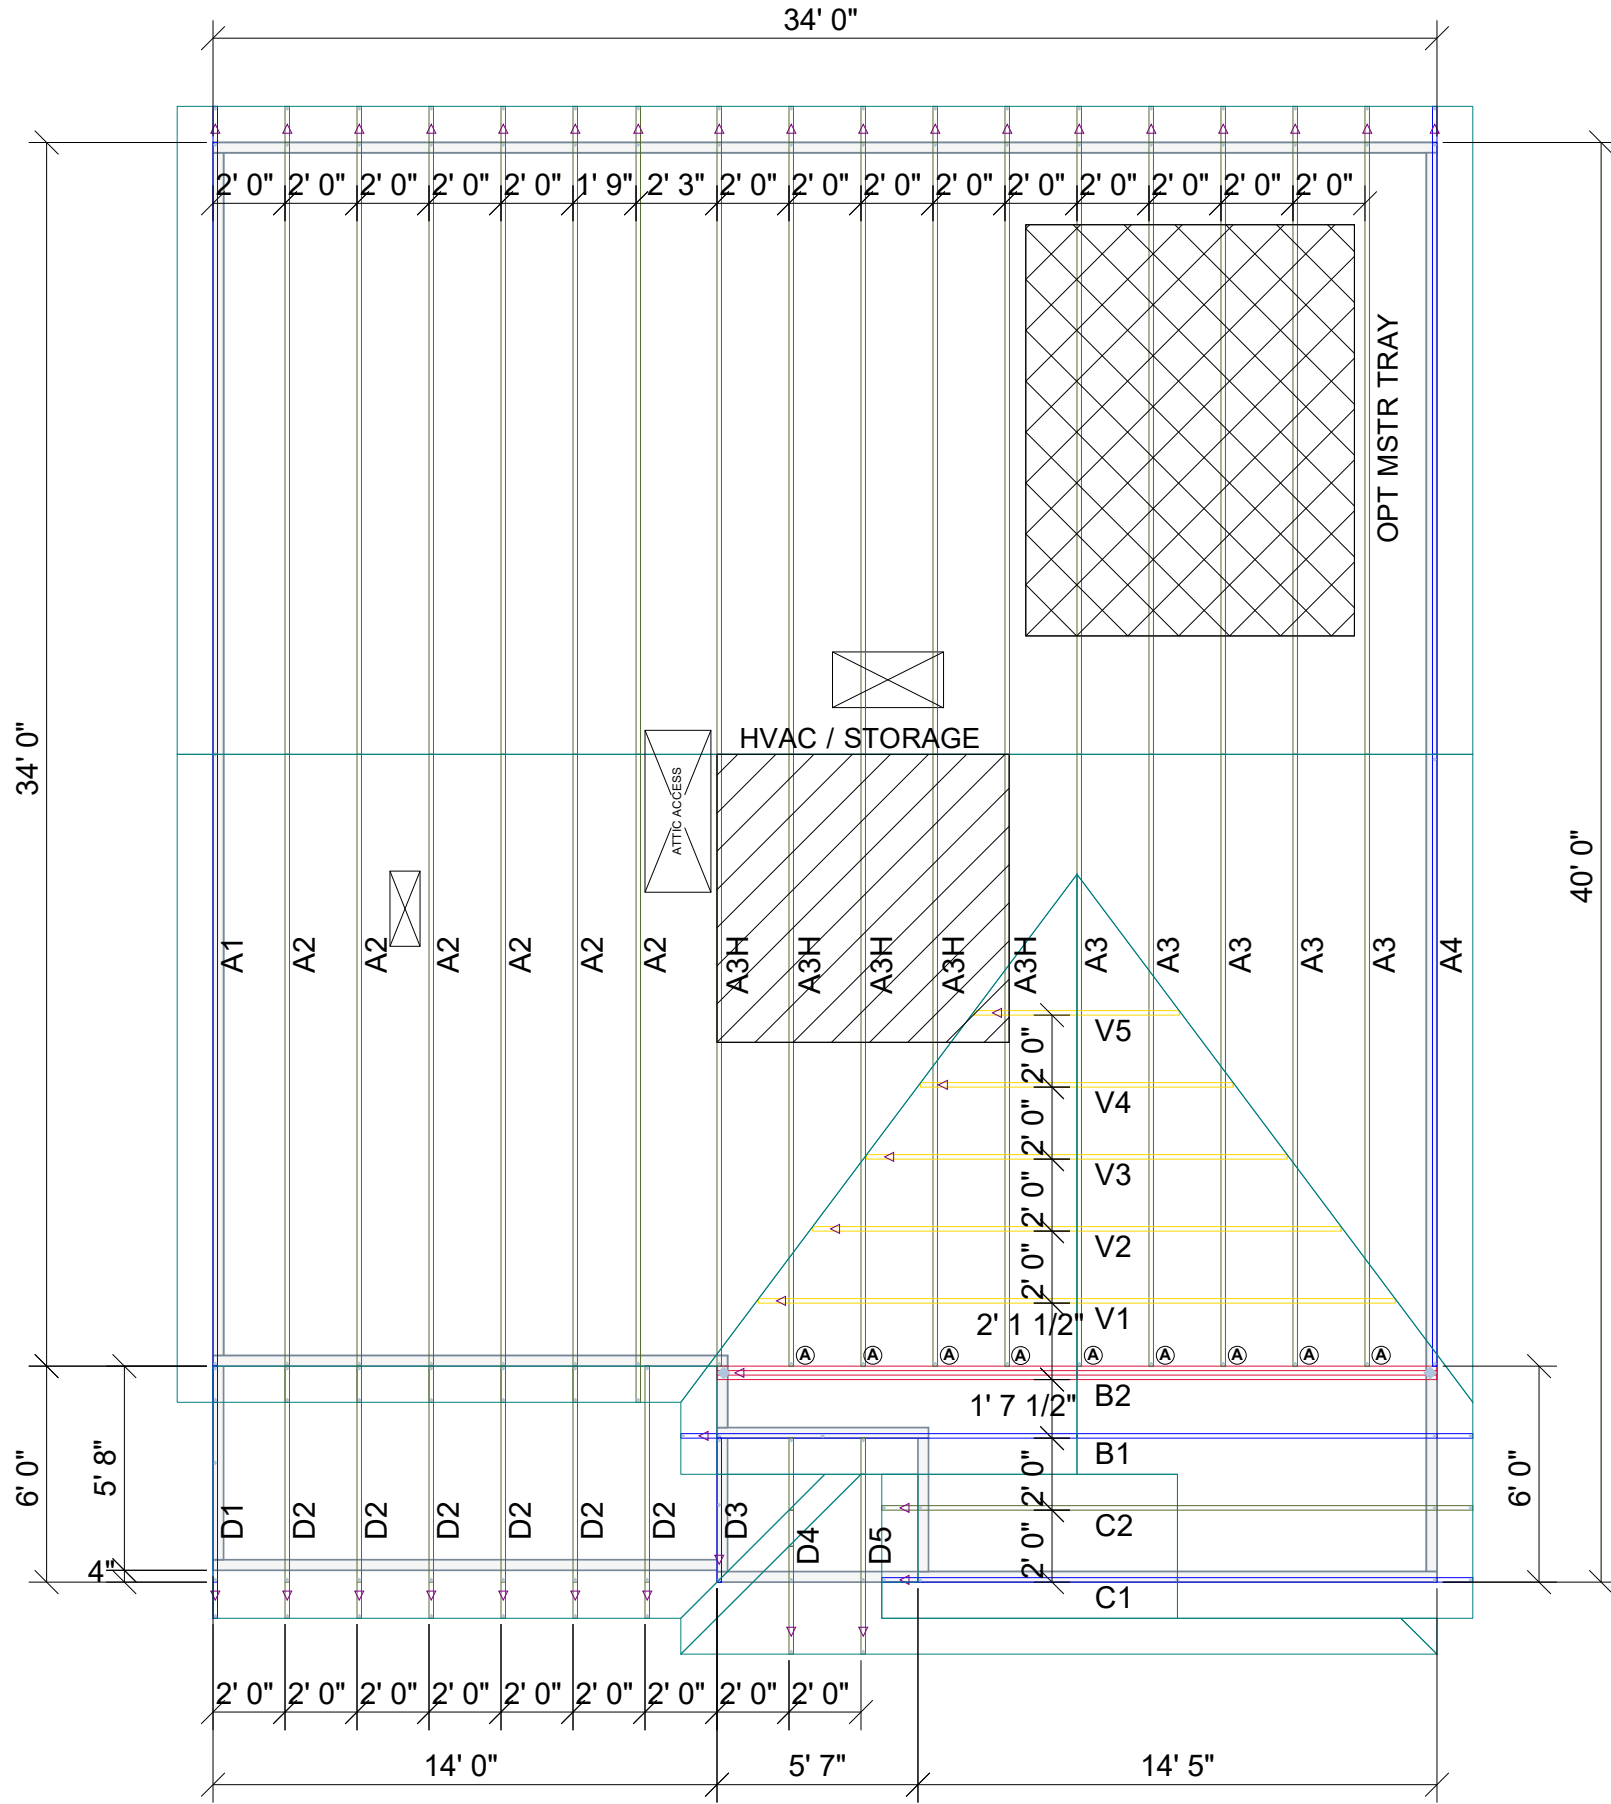 34' 0"
2' 0" 2' 0" 2' 0" 2' 0" 2' 0" 1' 9" 2' 3" 2' 0" 2' 0" 2' 0" 2' 0" 2' 0" 2' 0" 2' 0" 2' 0" 2' 0"
OPT MSTR TRAY
34' 0"
40' 0"
HVAC / STORAGE
ATTIC ACCESS
A1 A2 A2 A2 A2 A2 A2 A3H A3H A3H A3H A3H A3 A3 A3 A3 A3 A4
V5
2' 0"
V4
2' 0"
V3
2' 0"
V2
2' 0"
V1
2' 1 1/2"
A A A A A A A A A
B2
1' 7 1/2"
B1
2' 0"
C2
2' 0"
C1
6' 0"
5' 8"
4"
6' 0"
D1 D2 D2 D2 D2 D2 D2 D3 D4 D5
2' 0" 2' 0" 2' 0" 2' 0" 2' 0" 2' 0" 2' 0" 2' 0" 2' 0"
14' 0" 5' 7" 14' 5"